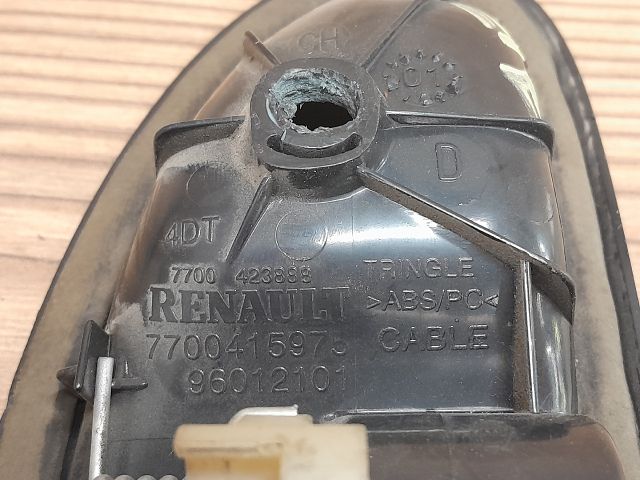 CH
D
4DT
7700 423888 TRINGLE
RENAULT >ABS/PC<
7700415975 CABLE
96012101